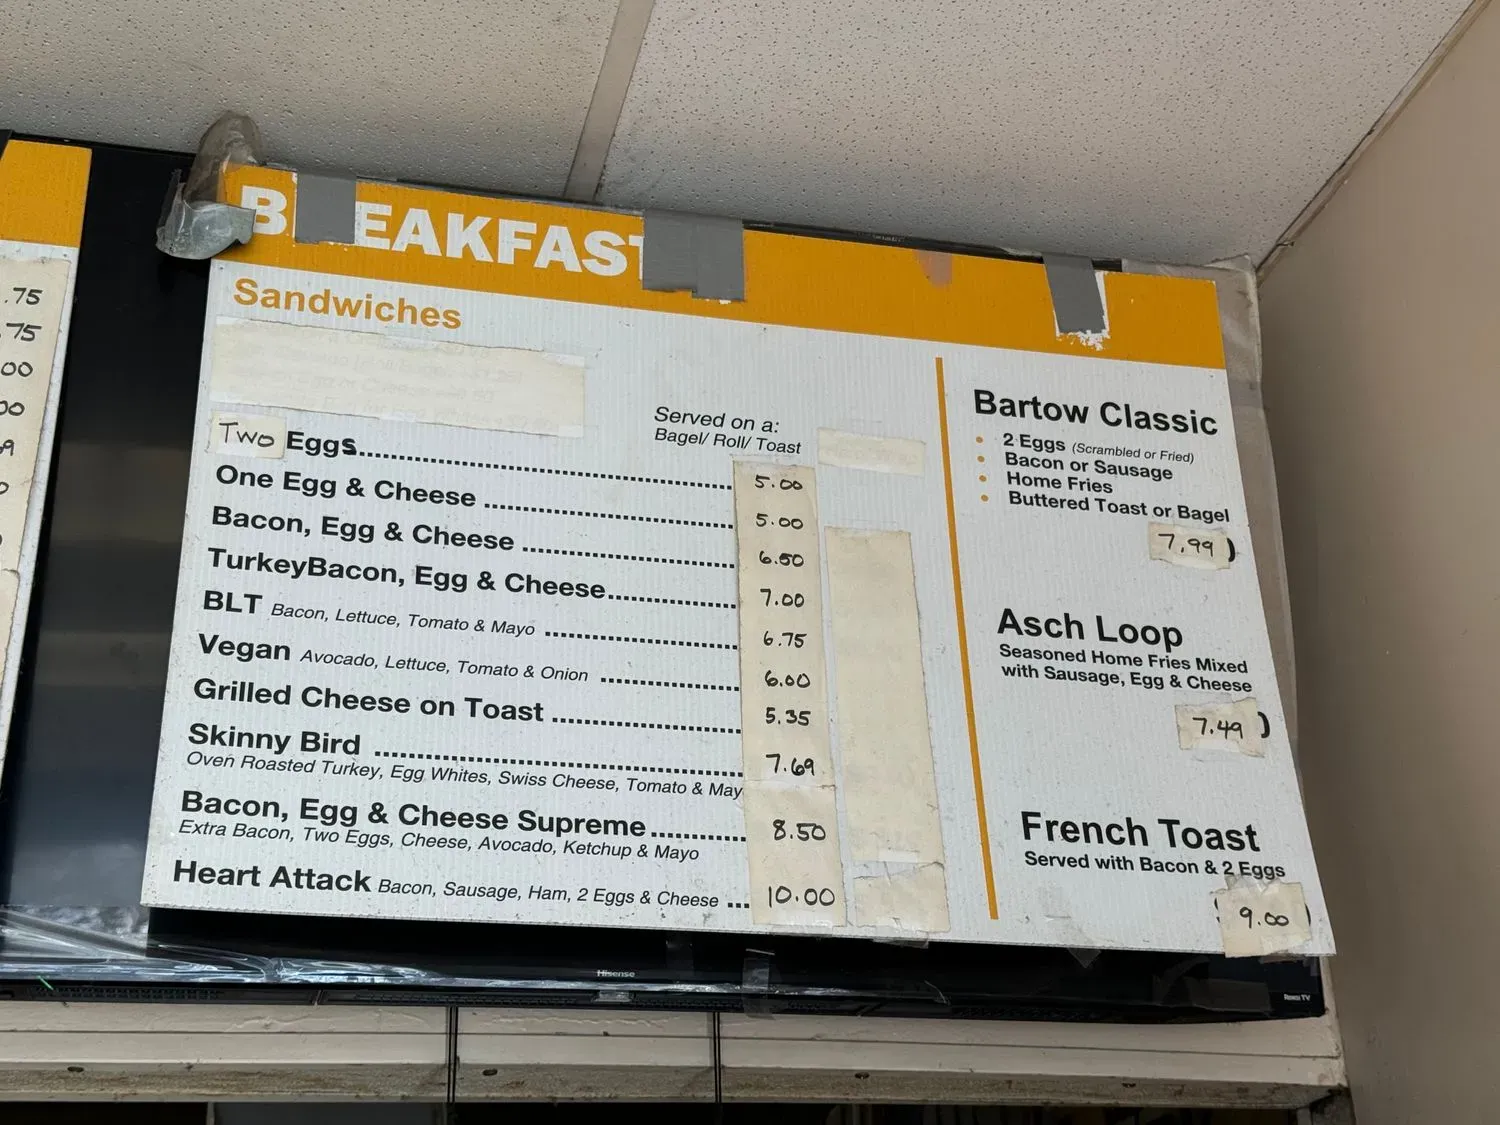 BREAKFAST
Sandwiches
Served on a:
Bagel/ Roll/ Toast
Two Eggs.......... 5.00
One Egg & Cheese .......... 5.00
Bacon, Egg & Cheese .......... 6.50
TurkeyBacon, Egg & Cheese.......... 7.00
BLT Bacon, Lettuce, Tomato & Mayo .......... 6.75
Vegan Avocado, Lettuce, Tomato & Onion .......... 6.00
Grilled Cheese on Toast .......... 5.35
Skinny Bird .......... 7.69
Oven Roasted Turkey, Egg Whites, Swiss Cheese, Tomato & May
Bacon, Egg & Cheese Supreme.......... 8.50
Extra Bacon, Two Eggs, Cheese, Avocado, Ketchup & Mayo
Heart Attack Bacon, Sausage, Ham, 2 Eggs & Cheese ... 10.00
Bartow Classic
• 2 Eggs (Scrambled or Fried)
• Bacon or Sausage
• Home Fries
• Buttered Toast or Bagel
7.99)
Asch Loop
Seasoned Home Fries Mixed
with Sausage, Egg & Cheese
7.49)
French Toast
Served with Bacon & 2 Eggs
9.00)
.75
.75
00
Hisense
Roku TV